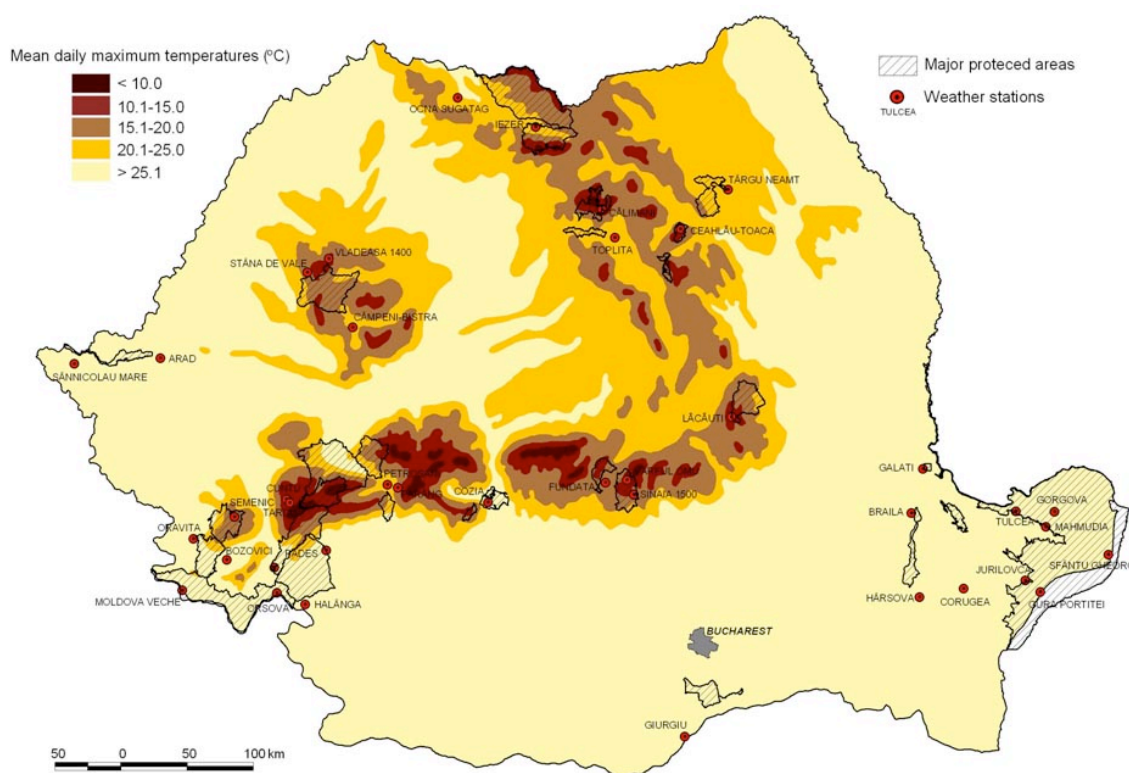 Mean daily maximum temperatures (ºC)
< 10.0
10.1-15.0
15.1-20.0
20.1-25.0
> 25.1
Major proteced areas
Weather stations
TULCEA
OCNA SUGATAG
IEZER
TÂRGU NEAMT
CĂLIMANI
CEAHLĂU-TOACA
TOPLITA
VLADEASA 1400
STÂNA DE VALE
CÂMPENI-BISTRA
ARAD
SÂNNICOLAU MARE
LĂCĂUTI
FUNDATA
SINAIA 1500
COZIA
SEMENIC
ORAVITA
BOZOVICI
PADES
MOLDOVA VECHE
ORSOVA
HALÂNGA
GALATI
BRAILA
GORGOVA
TULCEA
MAHMUDIA
SFÂNTU GHEORG
JURILOVCA
GURA PORTITEI
HÂRSOVA
CORUGEA
BUCHAREST
GIURGIU
50 0 50 100 km